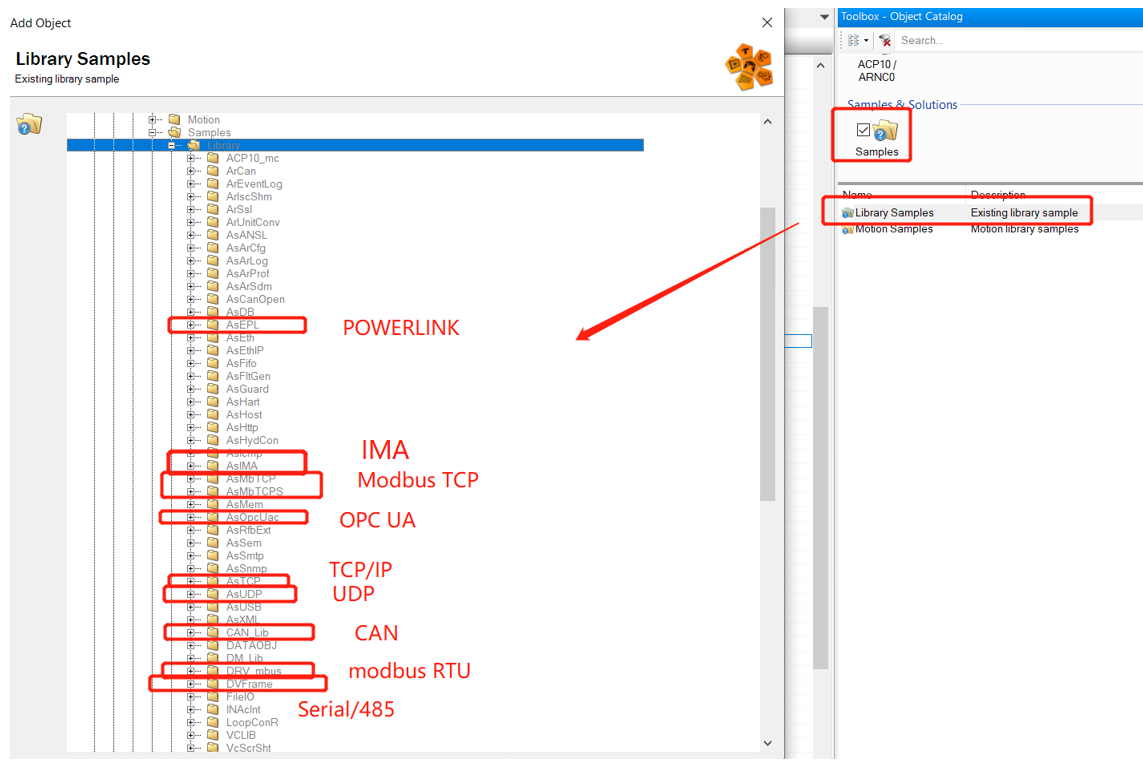 Add Object
Library Samples
Existing library sample
Motion
Samples
Library
ACP10_mc
ArCan
ArEventLog
ArIscShm
ArSsl
ArUnitConv
AsANSL
AsArCfg
AsArLog
AsArProf
AsArSdm
AsCanOpen
AsDB
AsEPL
POWERLINK
AsEth
AsEthIP
AsFifo
AsFltGen
AsGuard
AsHart
AsHost
AsHttp
AsHydCon
AsIcmp
IMA
AsIMA
AsMbTCP
Modbus TCP
AsMbTCPS
AsMem
AsOpcUac
OPC UA
AsRfbExt
AsSem
AsSmtp
AsSnmp
TCP/IP
AsTCP
AsUDP
UDP
AsUSB
AsXML
CAN_Lib
CAN
DATAOBJ
DM_Lib
DRV_mbus
modbus RTU
DVFrame
FileIO
INAclnt
Serial/485
LoopConR
VCLIB
VcScrSht
Toolbox - Object Catalog
Search...
ACP10 /
ARNC0
Samples & Solutions
Samples
Name Description
Library Samples Existing library sample
Motion Samples Motion library samples